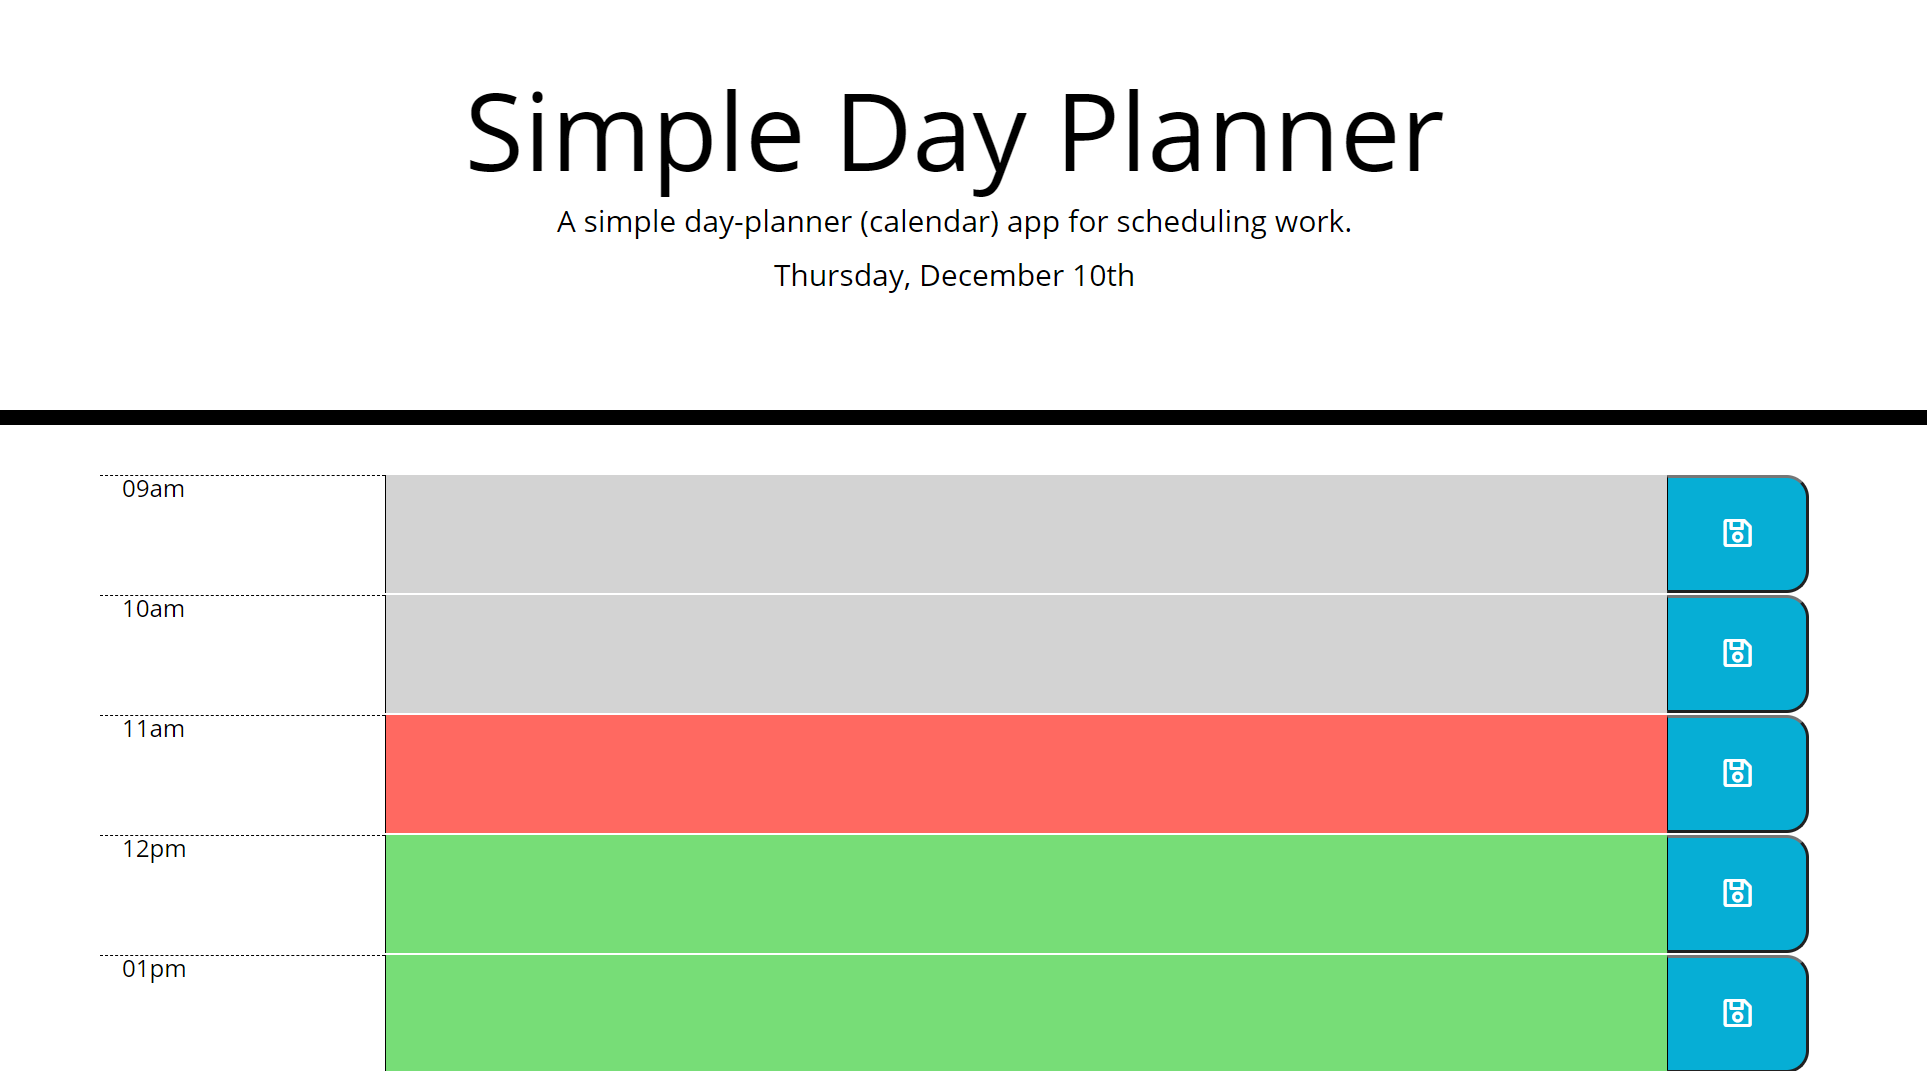 Simple Day Planner
A simple day-planner (calendar) app for scheduling work.
Thursday, December 10th
09am
10am
11am
12pm
01pm